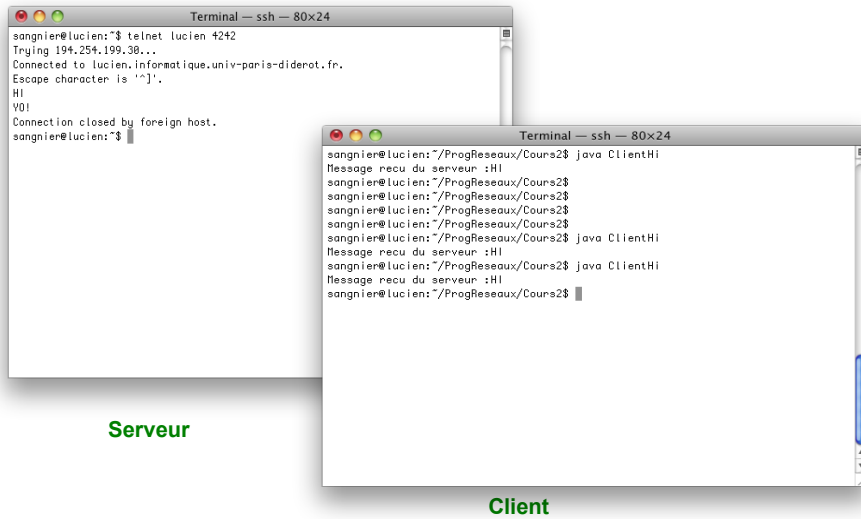 Terminal — ssh — 80×24
sangnier@lucien:~$ telnet lucien 4242
Trying 194.254.199.30...
Connected to lucien.informatique.univ-paris-diderot.fr.
Escape character is '^]'.
HI
YO!
Connection closed by foreign host.
sangnier@lucien:~$
Terminal — ssh — 80×24
sangnier@lucien:~/ProgReseaux/Cours2$ java ClientHi
Message recu du serveur :HI
sangnier@lucien:~/ProgReseaux/Cours2$
sangnier@lucien:~/ProgReseaux/Cours2$
sangnier@lucien:~/ProgReseaux/Cours2$
sangnier@lucien:~/ProgReseaux/Cours2$
sangnier@lucien:~/ProgReseaux/Cours2$ java ClientHi
Message recu du serveur :HI
sangnier@lucien:~/ProgReseaux/Cours2$ java ClientHi
Message recu du serveur :HI
sangnier@lucien:~/ProgReseaux/Cours2$
Serveur
Client